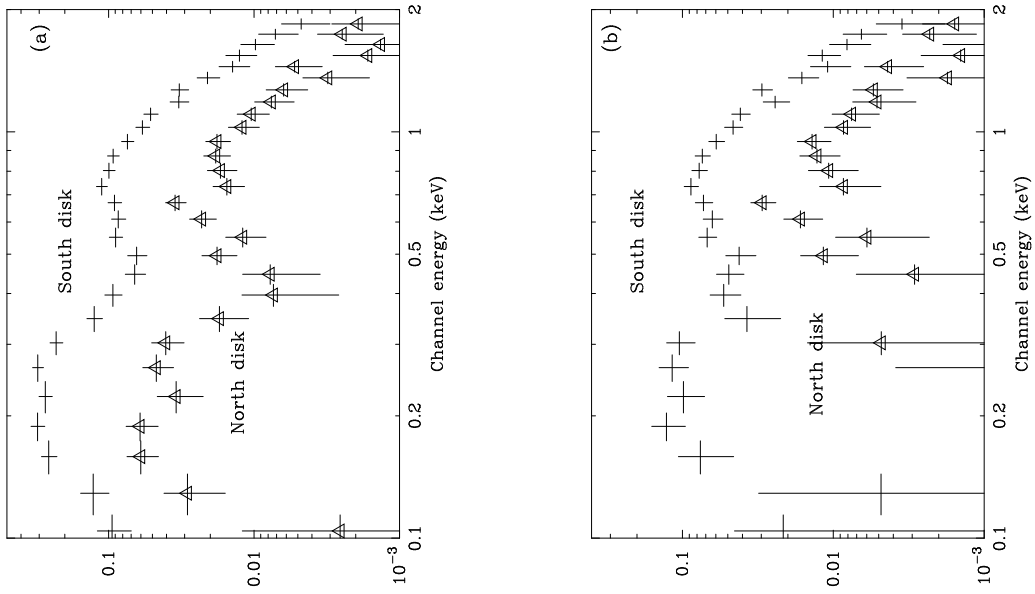 (a)
South disk
North disk
2
1
0.5
0.2
0.1
Channel energy (keV)
0.1
0.01
10⁻³
(b)
South disk
North disk
2
1
0.5
0.2
0.1
Channel energy (keV)
0.1
0.01
10⁻³